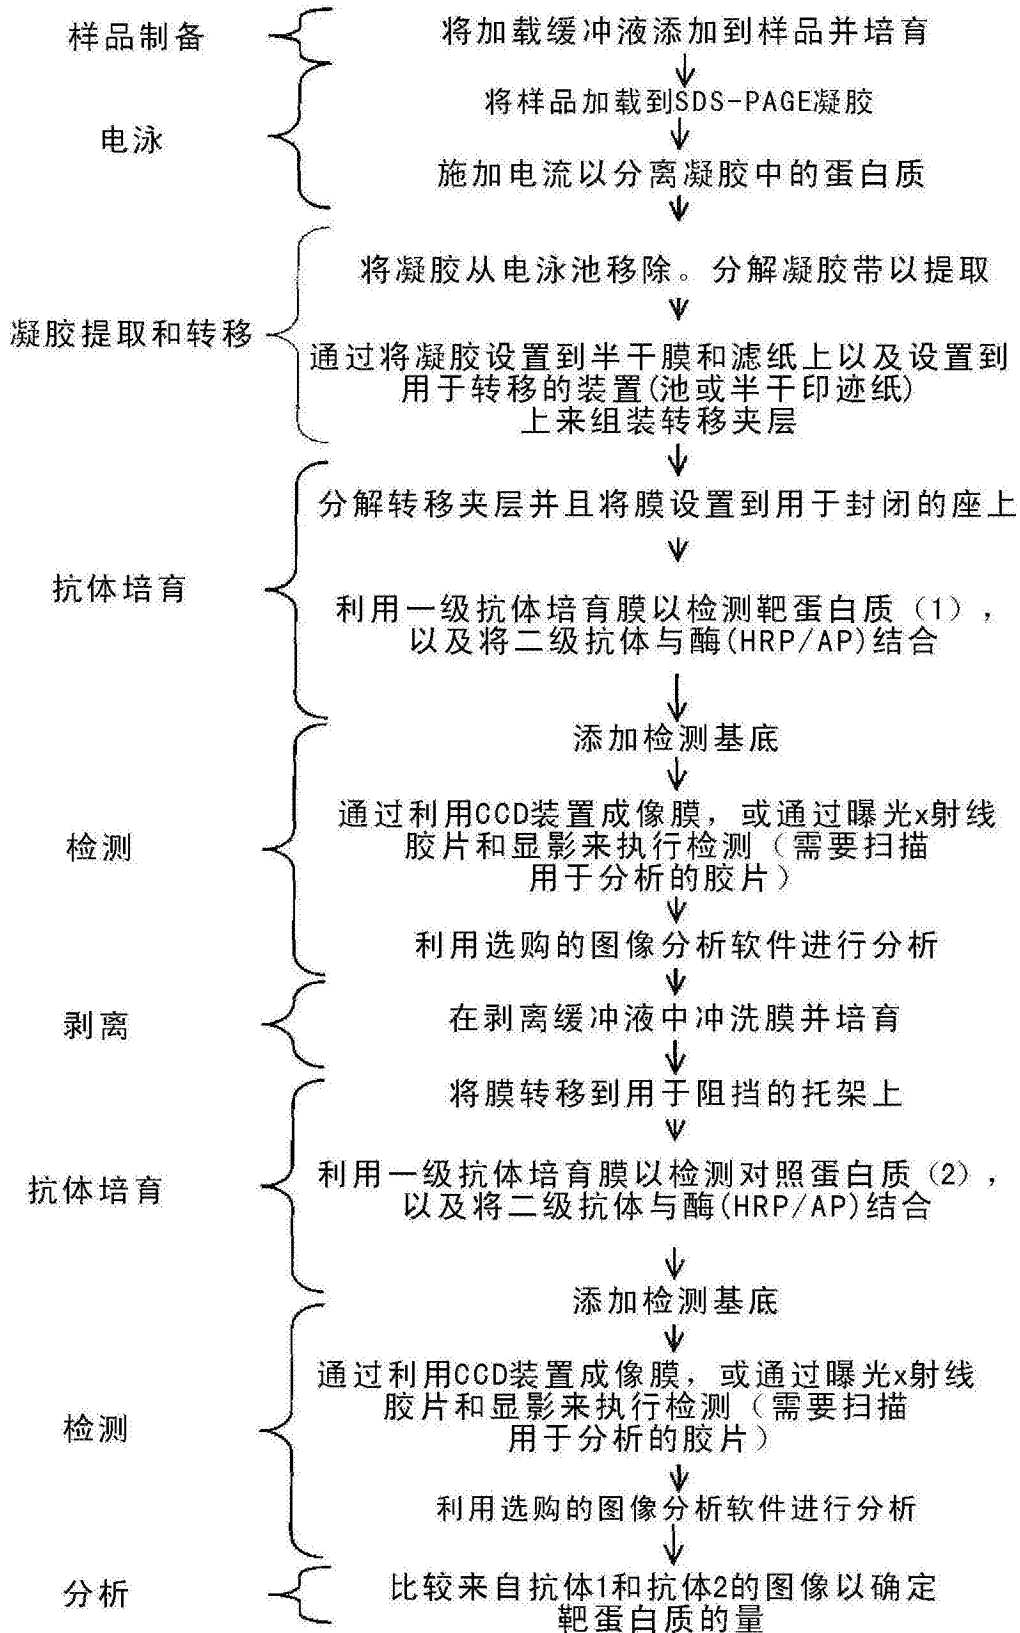 样品制备
将加载缓冲液添加到样品并培育
电泳
将样品加载到SDS-PAGE凝胶
施加电流以分离凝胶中的蛋白质
凝胶提取和转移
将凝胶从电泳池移除。分解凝胶带以提取
通过将凝胶设置到半干膜和滤纸上以及设置到
用于转移的装置(池或半干印迹纸)
上来组装转移夹层
抗体培育
分解转移夹层并且将膜设置到用于封闭的座上
利用一级抗体培育膜以检测靶蛋白质（1），
以及将二级抗体与酶(HRP/AP)结合
检测
添加检测基底
通过利用CCD装置成像膜，或通过曝光x射线
胶片和显影来执行检测（需要扫描
用于分析的胶片）
利用选购的图像分析软件进行分析
剥离
在剥离缓冲液中冲洗膜并培育
抗体培育
将膜转移到用于阻挡的托架上
利用一级抗体培育膜以检测对照蛋白质（2），
以及将二级抗体与酶(HRP/AP)结合
检测
添加检测基底
通过利用CCD装置成像膜，或通过曝光x射线
胶片和显影来执行检测（需要扫描
用于分析的胶片）
利用选购的图像分析软件进行分析
分析
比较来自抗体1和抗体2的图像以确定
靶蛋白质的量